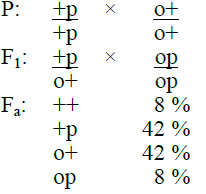 P: +p × o+
+p o+
F1: +p × op
o+ op
Fa: ++ 8 %
+p 42 %
o+ 42 %
op 8 %